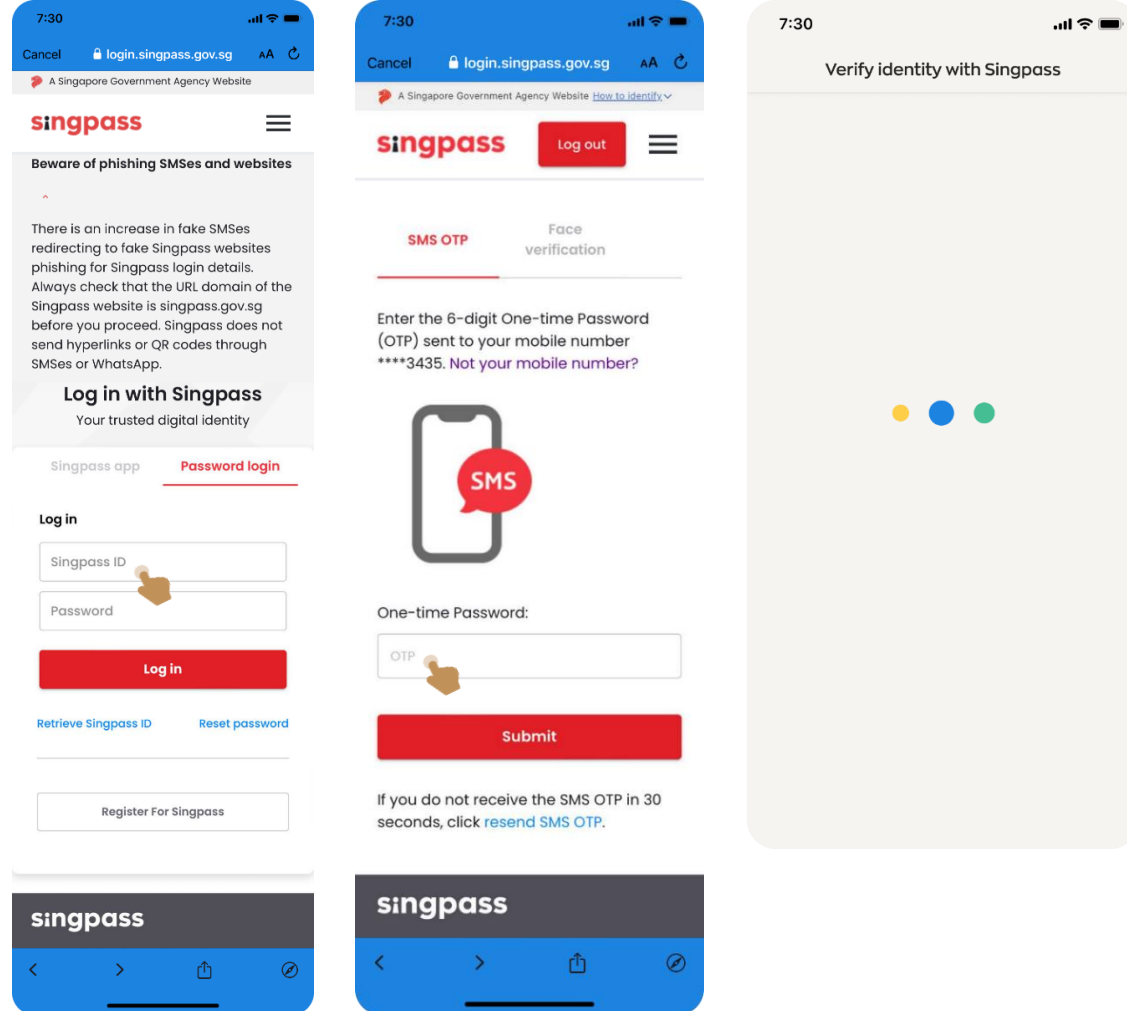 7:30
Cancel login.singpass.gov.sg AA
A Singapore Government Agency Website
singpass
Beware of phishing SMSes and websites
There is an increase in fake SMSes
redirecting to fake Singpass websites
phishing for Singpass login details.
Always check that the URL domain of the
Singpass website is singpass.gov.sg
before you proceed. Singpass does not
send hyperlinks or QR codes through
SMSes or WhatsApp.
Log in with Singpass
Your trusted digital identity
Singpass app Password login
Log in
Singpass ID
Password
Log in
Retrieve Singpass ID Reset password
Register For Singpass
singpass
7:30
Cancel login.singpass.gov.sg AA
A Singapore Government Agency Website How to identify
singpass Log out
SMS OTP
Face
verification
Enter the 6-digit One-time Password
(OTP) sent to your mobile number
****3435. Not your mobile number?
SMS
One-time Password:
OTP
Submit
If you do not receive the SMS OTP in 30
seconds, click resend SMS OTP.
singpass
7:30
Verify identity with Singpass